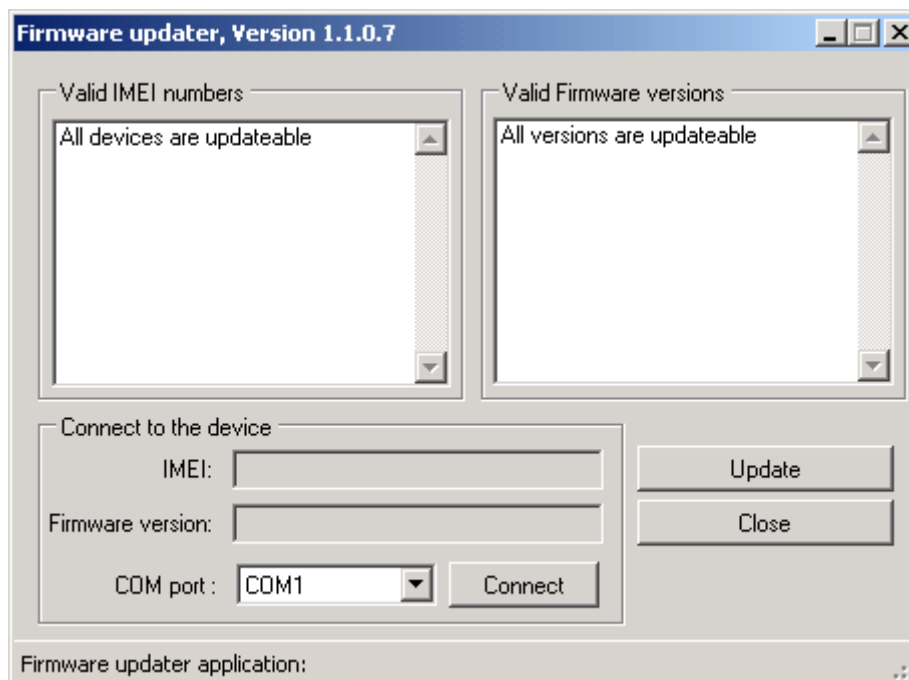 Firmware updater, Version 1.1.0.7
Valid IMEI numbers
All devices are updateable
Valid Firmware versions
All versions are updateable
Connect to the device
IMEI:
Firmware version:
COM port :
COM1
Connect
Update
Close
Firmware updater application: